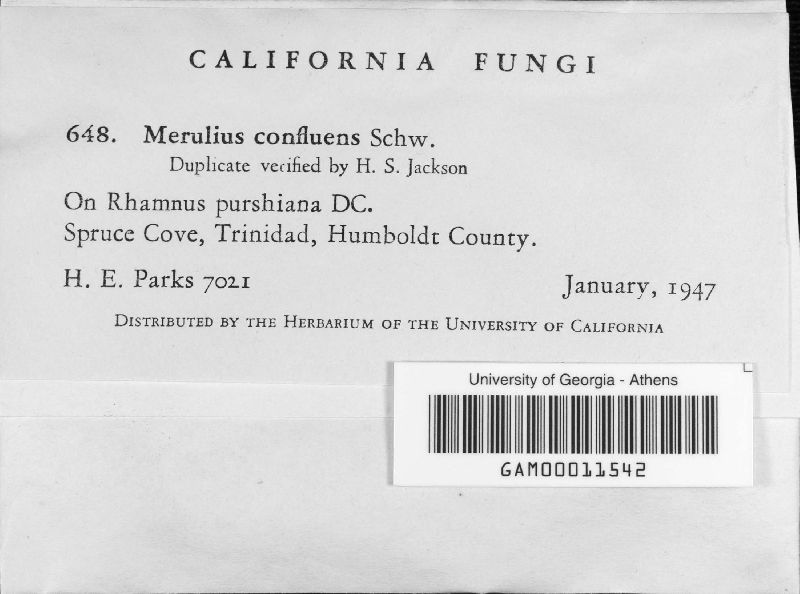 CALIFORNIA FUNGI
648. Merulius confluens Schw.
Duplicate verified by H. S. Jackson
On Rhamnus purshiana DC.
Spruce Cove, Trinidad, Humboldt County.
H. E. Parks 7021 January, 1947
DISTRIBUTED BY THE HERBARIUM OF THE UNIVERSITY OF CALIFORNIA
University of Georgia - Athens
GAM00011542